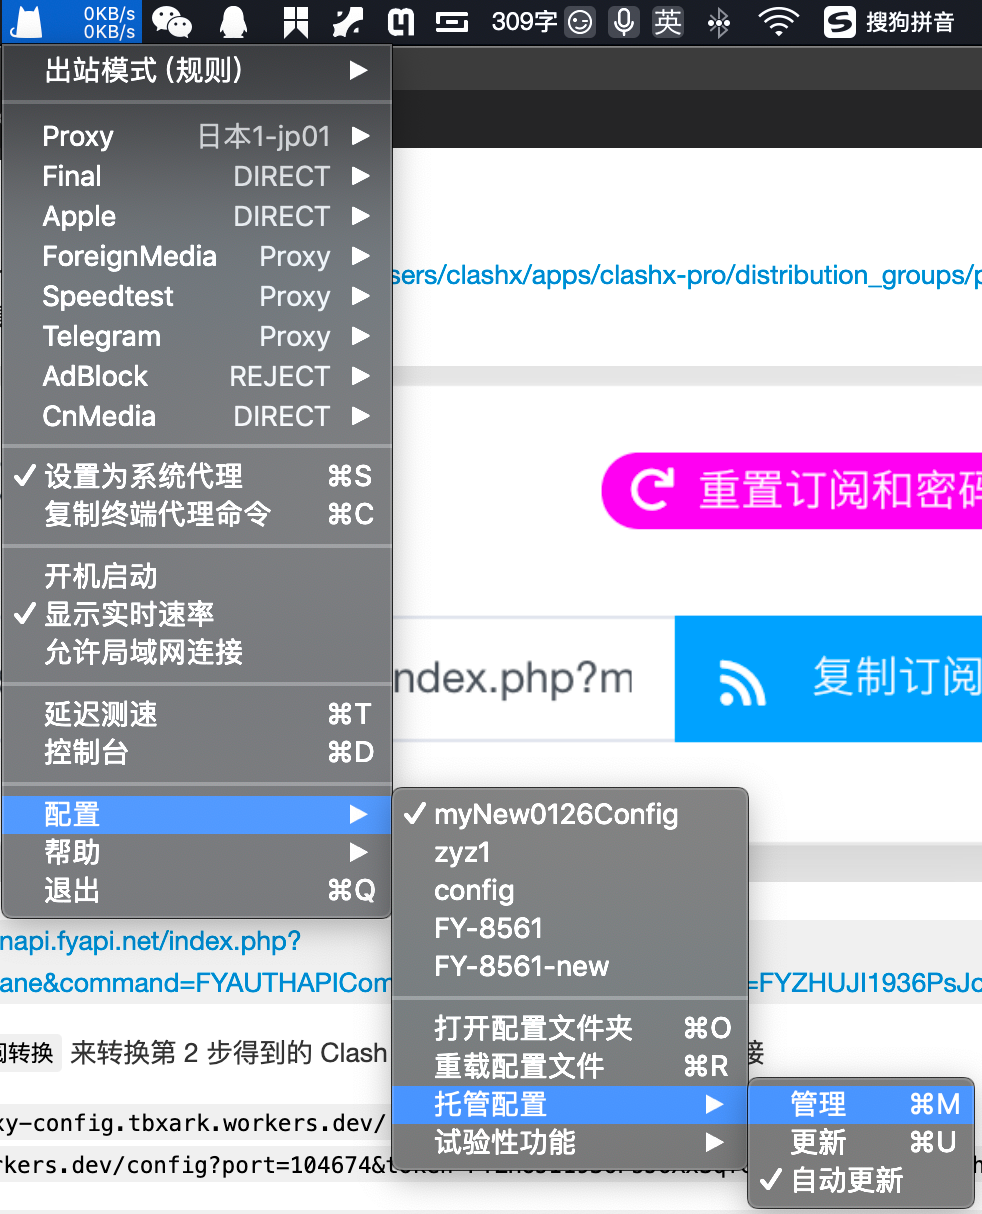 0KB/s
0KB/s
309字 英 搜狗拼音
出站模式 (规则)
Proxy 日本1-jp01
Final DIRECT
Apple DIRECT
ForeignMedia Proxy
Speedtest Proxy
Telegram Proxy
AdBlock REJECT
CnMedia DIRECT
设置为系统代理 ⌘S
复制终端代理命令 ⌘C
开机启动
显示实时速率
允许局域网连接
延迟测速 ⌘T
控制台 ⌘D
配置
帮助
退出 ⌘Q
sers/clashx/apps/clashx-pro/distribution_groups/p
重置订阅和密码
ndex.php?m
复制订阅
myNew0126Config
zyz1
config
FY-8561
FY-8561-new
打开配置文件夹 ⌘O
重载配置文件 ⌘R
托管配置
试验性功能
管理 ⌘M
更新 ⌘U
自动更新
napi.fyapi.net/index.php?
ane&command=FYAUTHAPICom =FYZHUJI1936PsJc
阅转换 来转换第 2 步得到的 Clash 接
xy-config.tbxark.workers.dev/
rkers.dev/config?port=104674&